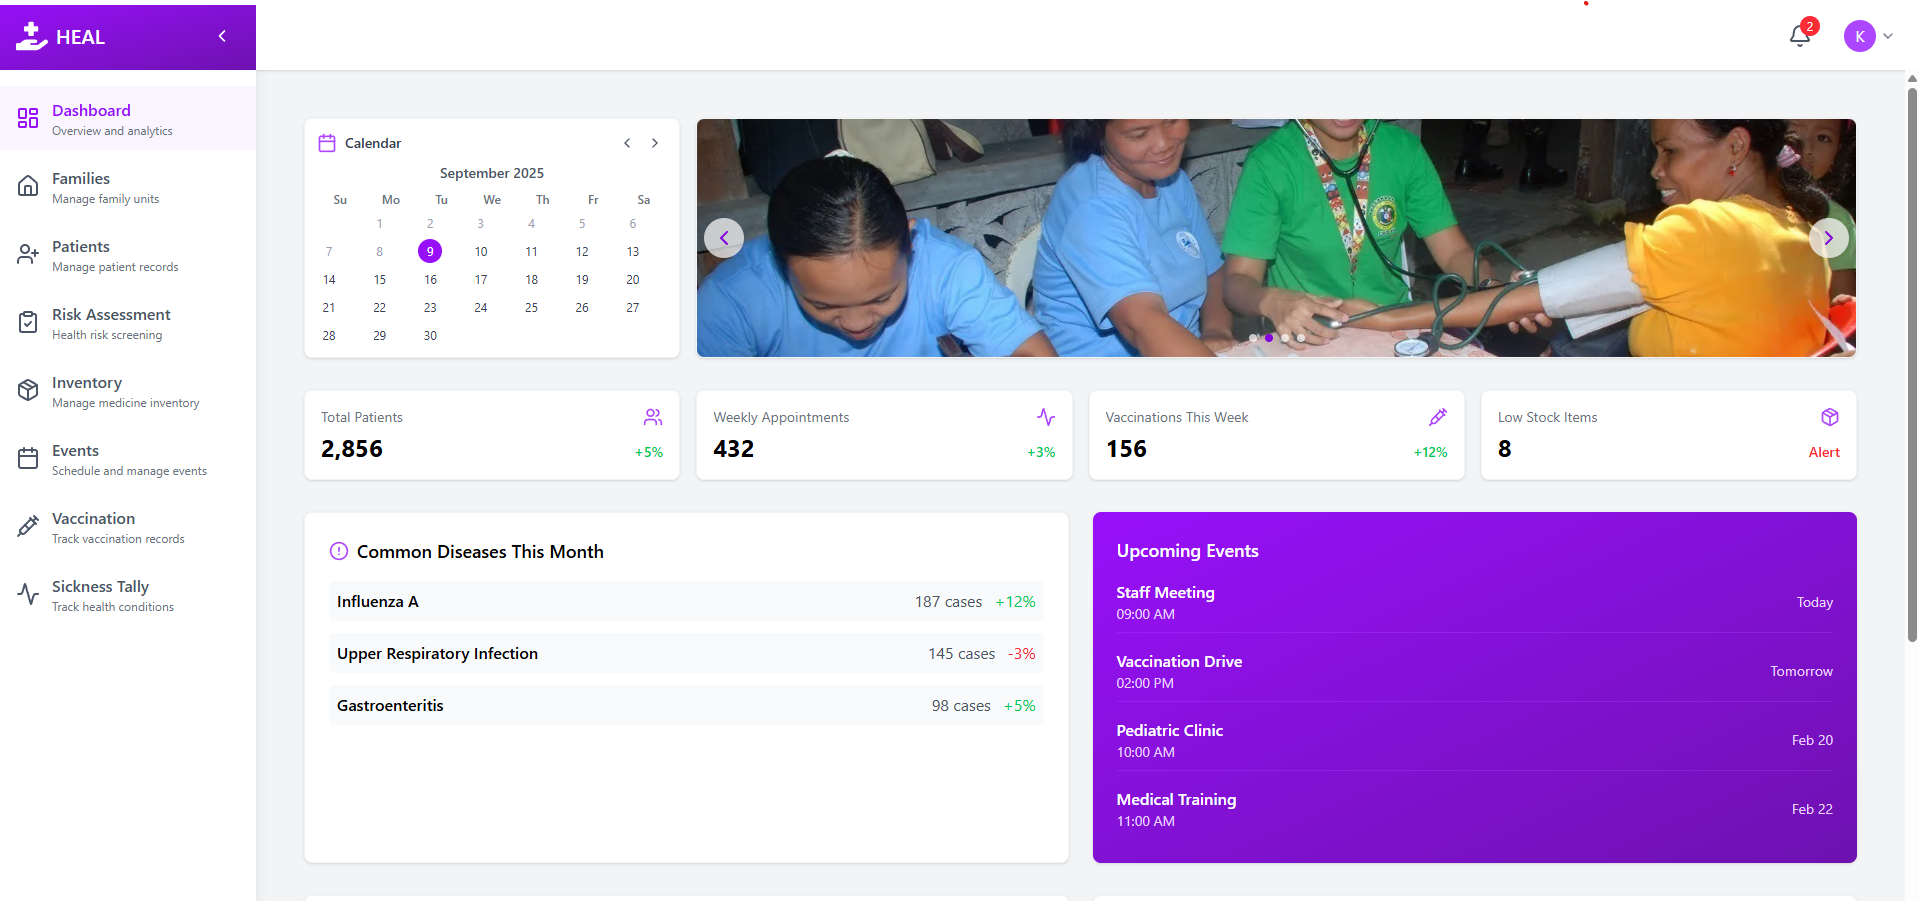 HEAL
2
K
Dashboard
Overview and analytics
Families
Manage family units
Patients
Manage patient records
Risk Assessment
Health risk screening
Inventory
Manage medicine inventory
Events
Schedule and manage events
Vaccination
Track vaccination records
Sickness Tally
Track health conditions
Calendar
September 2025
Su Mo Tu We Th Fr Sa
1 2 3 4 5 6
7 8 9 10 11 12 13
14 15 16 17 18 19 20
21 22 23 24 25 26 27
28 29 30
Total Patients
2,856
+5%
Weekly Appointments
432
+3%
Vaccinations This Week
156
+12%
Low Stock Items
8
Alert
Common Diseases This Month
Influenza A 187 cases +12%
Upper Respiratory Infection 145 cases -3%
Gastroenteritis 98 cases +5%
Upcoming Events
Staff Meeting
09:00 AM
Today
Vaccination Drive
02:00 PM
Tomorrow
Pediatric Clinic
10:00 AM
Feb 20
Medical Training
11:00 AM
Feb 22